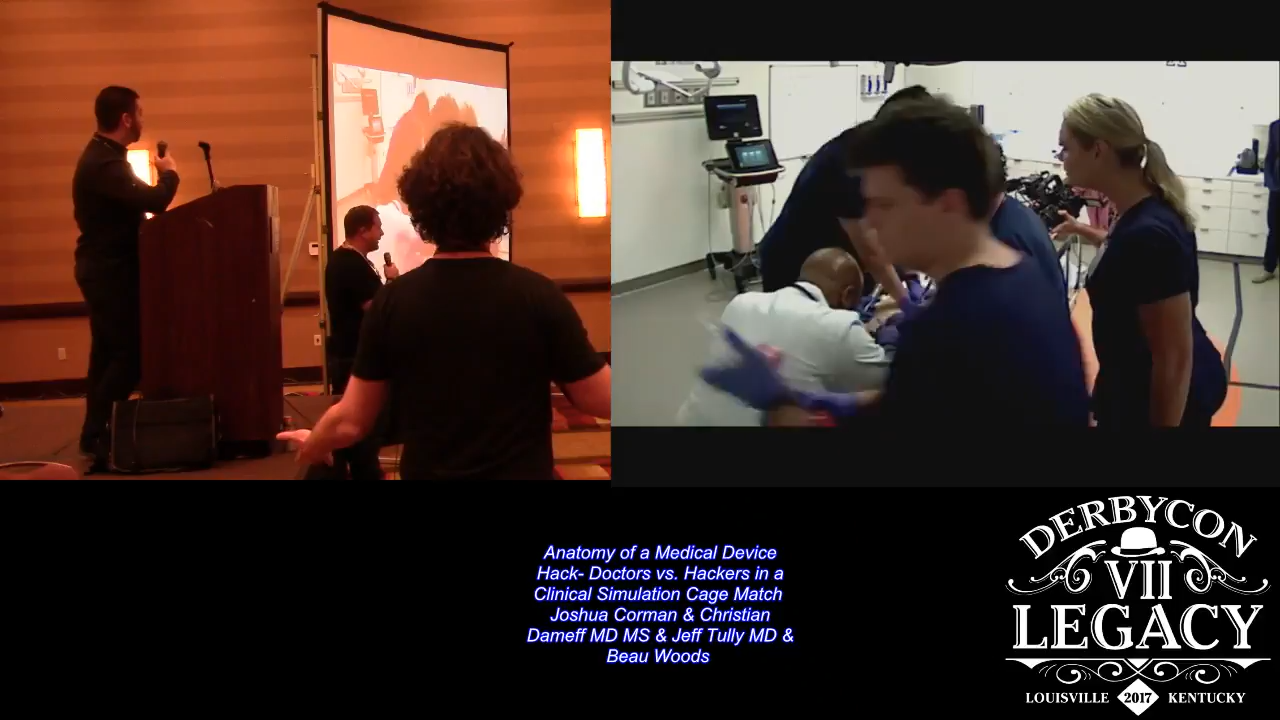 Anatomy of a Medical Device
Hack- Doctors vs. Hackers in a
Clinical Simulation Cage Match
Joshua Corman & Christian
Dameff MD MS & Jeff Tully MD &
Beau Woods
DERBYCON
VII
LEGACY
LOUISVILLE 2017 KENTUCKY